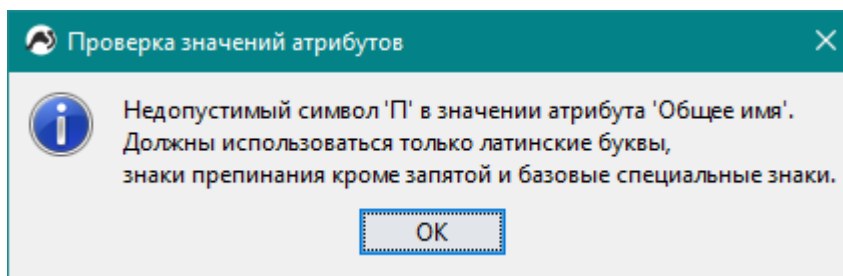 Проверка значений атрибутов
Недопустимый символ 'П' в значении атрибута 'Общее имя'.
Должны использоваться только латинские буквы,
знаки препинания кроме запятой и базовые специальные знаки.
OK